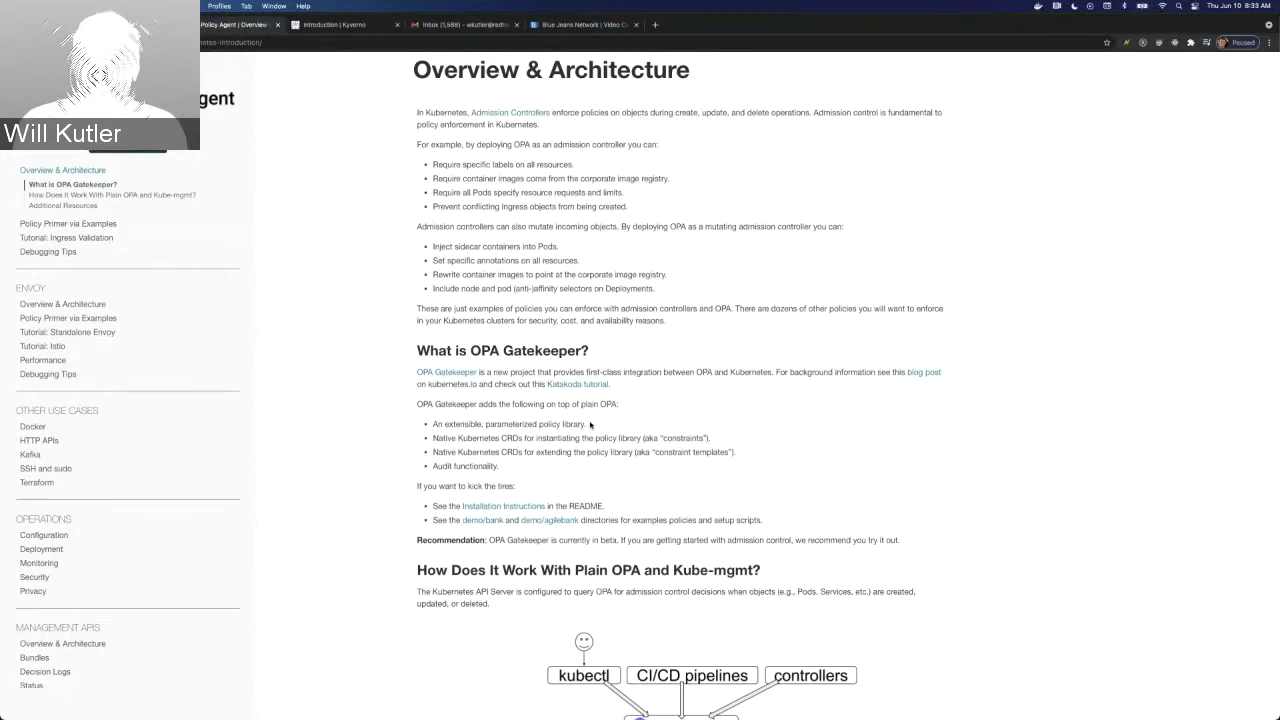 Profiles Tab Window Help
Thu Jun 10 8:33 AM
Policy Agent | Overview
Introduction | Kyverno
Inbox (1,588) - wkutler@redh
Blue Jeans Network | Video Co
netes-introduction/
Paused
gent
Will Kutler
Overview & Architecture
What is OPA Gatekeeper?
How Does It Work With Plain OPA and Kube-mgmt?
Additional Resources
Policy Primer via Examples
Tutorial: Ingress Validation
Debugging Tips
ENVOY
Overview & Architecture
Policy Primer via Examples
Tutorial: Standalone Envoy
Tutorial: Istio
Performance
Debugging Tips
OTHER USE CASES
Docker
HTTP APIs
Kafka
SSH and sudo
Terraform
OPERATIONS
Configuration
Deployment
Monitoring
Security
Privacy
MANAGEMENT APIS
Overview & Architecture
Bundles
Decision Logs
Status
Overview & Architecture
In Kubernetes, Admission Controllers enforce policies on objects during create, update, and delete operations. Admission control is fundamental to
policy enforcement in Kubernetes.
For example, by deploying OPA as an admission controller you can:
• Require specific labels on all resources.
• Require container images come from the corporate image registry.
• Require all Pods specify resource requests and limits.
• Prevent conflicting Ingress objects from being created.
Admission controllers can also mutate incoming objects. By deploying OPA as a mutating admission controller you can:
• Inject sidecar containers into Pods.
• Set specific annotations on all resources.
• Rewrite container images to point at the corporate image registry.
• Include node and pod (anti-)affinity selectors on Deployments.
These are just examples of policies you can enforce with admission controllers and OPA. There are dozens of other policies you will want to enforce
in your Kubernetes clusters for security, cost, and availability reasons.
What is OPA Gatekeeper?
OPA Gatekeeper is a new project that provides first-class integration between OPA and Kubernetes. For background information see this blog post
on kubernetes.io and check out this Katakoda tutorial.
OPA Gatekeeper adds the following on top of plain OPA:
• An extensible, parameterized policy library.
• Native Kubernetes CRDs for instantiating the policy library (aka “constraints”).
• Native Kubernetes CRDs for extending the policy library (aka “constraint templates”).
• Audit functionality.
If you want to kick the tires:
• See the Installation Instructions in the README.
• See the demo/bank and demo/agilebank directories for examples policies and setup scripts.
Recommendation: OPA Gatekeeper is currently in beta. If you are getting started with admission control, we recommend you try it out.
How Does It Work With Plain OPA and Kube-mgmt?
The Kubernetes API Server is configured to query OPA for admission control decisions when objects (e.g., Pods, Services, etc.) are created,
updated, or deleted.
kubectl CI/CD pipelines controllers